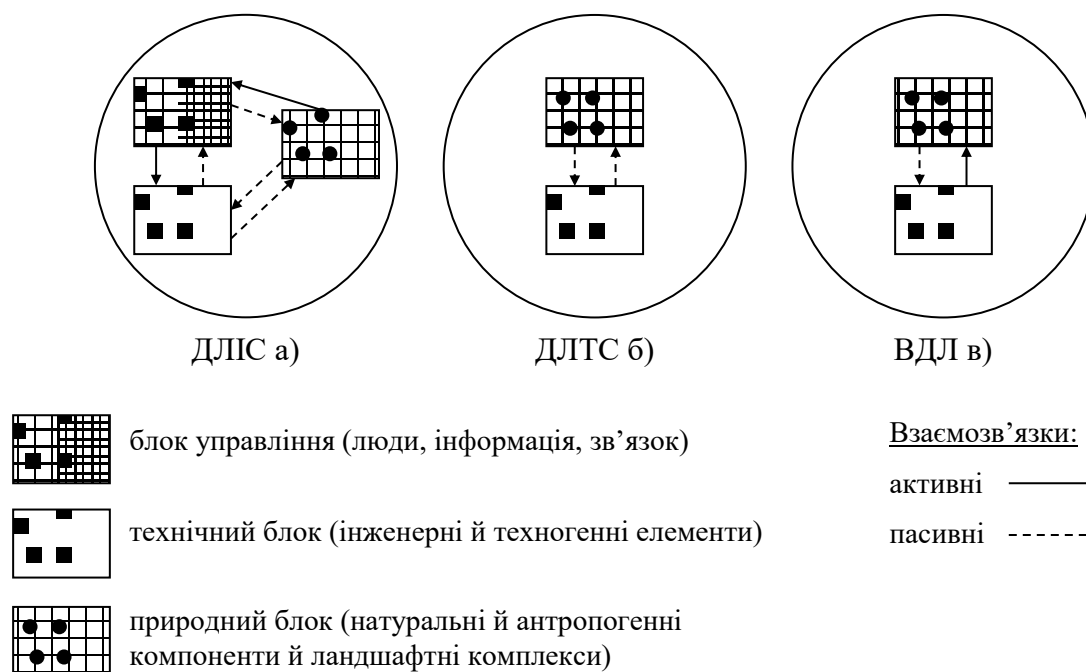 ДЛІС а)
ДЛТС б)
ВДЛ в)
блок управління (люди, інформація, зв’язок)
технічний блок (інженерні й техногенні елементи)
природний блок (натуральні й антропогенні
компоненти й ландшафтні комплекси)
Взаємозв’язки:
активні
пасивні